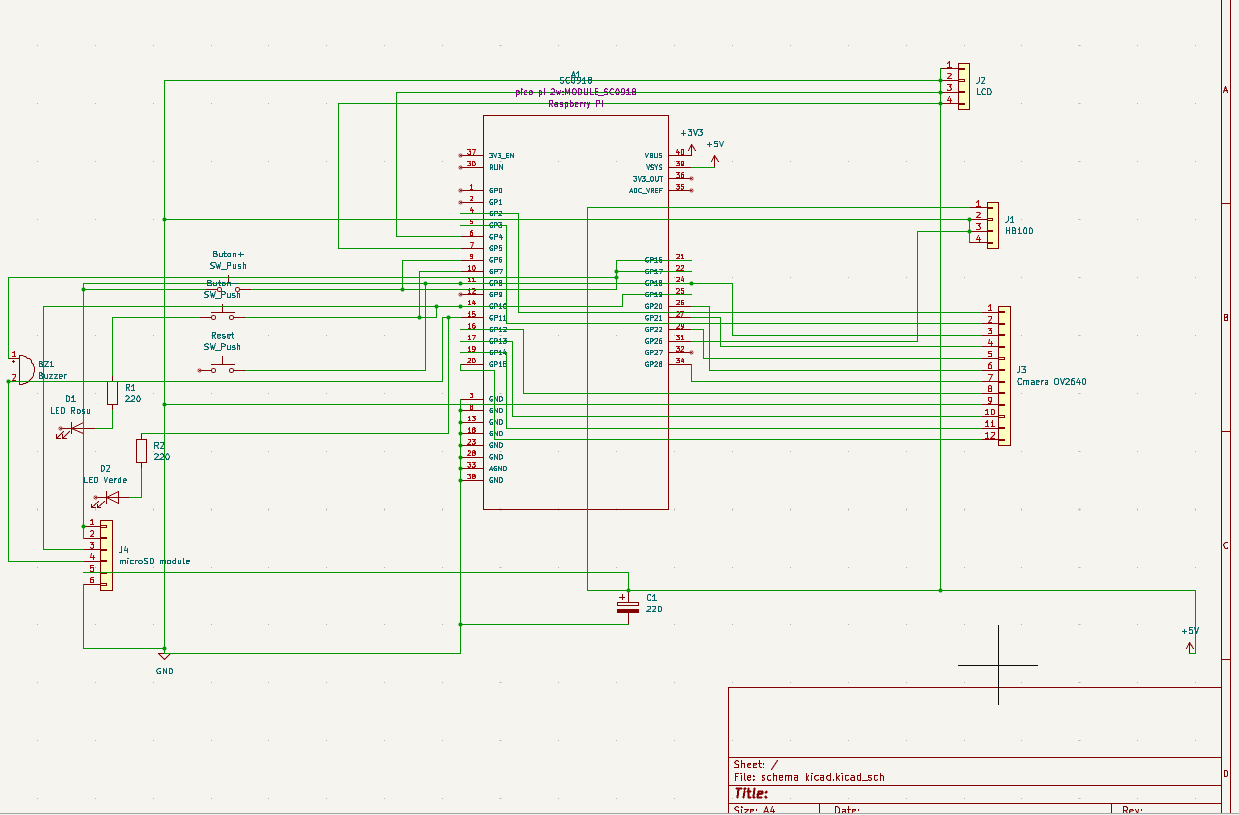 A1
SC0918
pico pi 2w:MODULE_SC0918
Raspberry Pi
1
2
3
4
J2
LCD
A
+3V3
+5V
37 3V3_EN
30 RUN
1 GP0
2 GP1
4 GP2
5 GP3
6 GP4
7 GP5
9 GP6
10 GP7
11 GP8
12 GP9
14 GP10
15 GP11
16 GP12
17 GP13
19 GP14
20 GP15
3 GND
8 GND
13 GND
18 GND
23 GND
28 GND
33 AGND
38 GND
VBUS 40
VSYS 39
3V3_OUT 36
ADC_VREF 35
GP16 21
GP17 22
GP18 24
GP19 25
GP20 26
GP21 27
GP22 29
GP26 31
GP27 32
GP28 34
1
2
3
4
J1
HB100
Buton+
SW_Push
Buton-
SW_Push
Reset
SW_Push
B
1
2
3
4
5
6
7
8
9
10
11
12
J3
Cmaera OV2640
1
+
2
BZ1
Buzzer
R1
220
D1
LED Rosu
R2
220
D2
LED Verde
1
2
3
4
5
6
J4
microSD module
C
+
C1
220
+5V
GND
Sheet: /
File: schema kicad.kicad_sch
D
Title:
Size: A4
Date:
Rev: